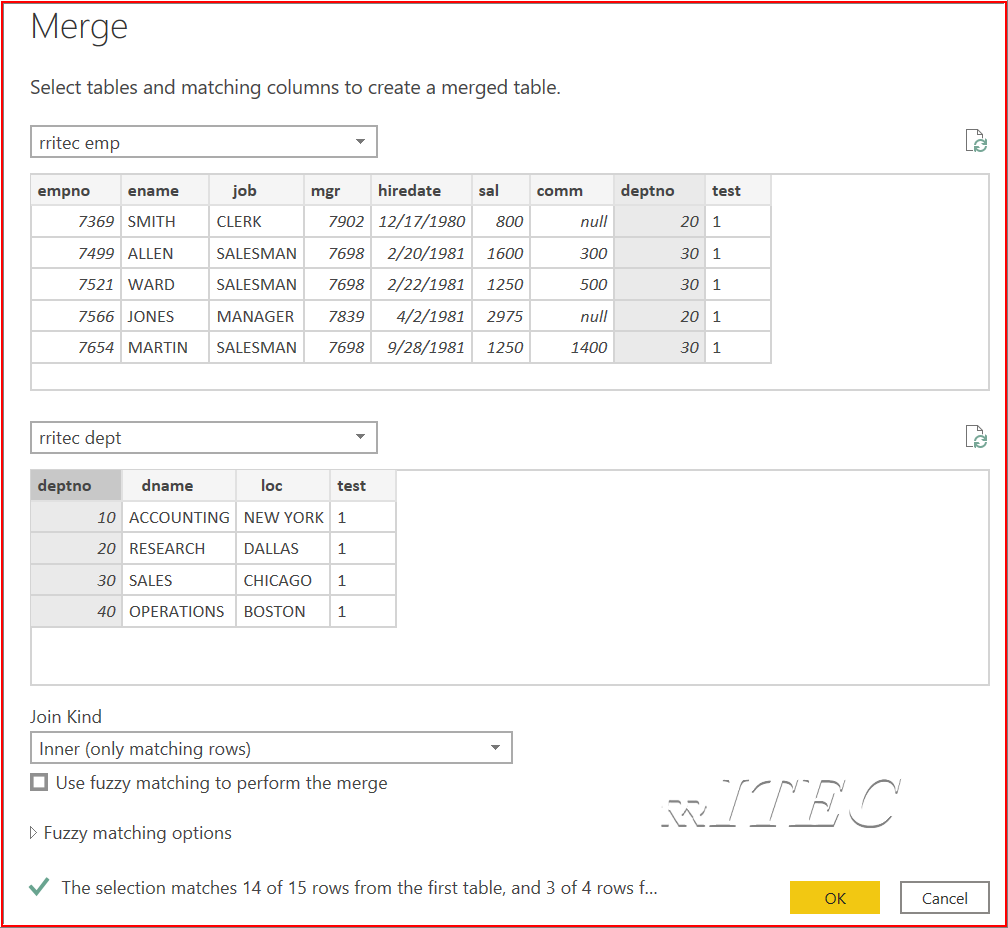 Merge
Select tables and matching columns to create a merged table.
rritec emp
empno ename job mgr hiredate sal comm deptno test
7369 SMITH CLERK 7902 12/17/1980 800 null 20 1
7499 ALLEN SALESMAN 7698 2/20/1981 1600 300 30 1
7521 WARD SALESMAN 7698 2/22/1981 1250 500 30 1
7566 JONES MANAGER 7839 4/2/1981 2975 null 20 1
7654 MARTIN SALESMAN 7698 9/28/1981 1250 1400 30 1
rritec dept
deptno dname loc test
10 ACCOUNTING NEW YORK 1
20 RESEARCH DALLAS 1
30 SALES CHICAGO 1
40 OPERATIONS BOSTON 1
Join Kind
Inner (only matching rows)
Use fuzzy matching to perform the merge
rrITEC
Fuzzy matching options
The selection matches 14 of 15 rows from the first table, and 3 of 4 rows f...
OK Cancel